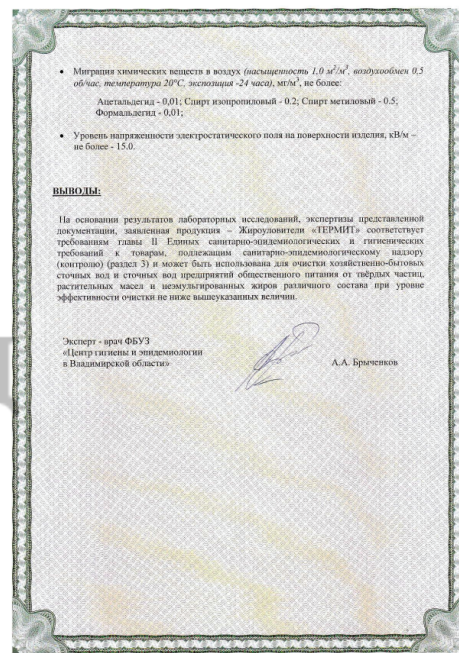 • Миграция химических веществ в воздух (насыщенность 1,0 м²/м³, воздухообмен 0,5
об/час, температура 20°С, экспозиция -24 часа), мг/м³, не более:
Ацетальдегид - 0,01; Спирт изопропиловый - 0.2; Спирт метиловый - 0.5;
Формальдегид - 0,01;
• Уровень напряженности электростатического поля на поверхности изделия, кВ/м –
не более - 15.0.
ВЫВОДЫ:
На основании результатов лабораторных исследований, экспертизы представленной
документации, заявленная продукция – Жироуловители «ТЕРМИТ» соответствует
требованиям главы II Единых санитарно-эпидемиологических и гигиенических
требований к товарам, подлежащим санитарно-эпидемиологическому надзору
(контролю) (раздел 3) и может быть использована для очистки хозяйственно-бытовых
сточных вод и сточных вод предприятий общественного питания от твёрдых частиц,
растительных масел и неэмульгированных жиров различного состава при уровне
эффективности очистки не ниже вышеуказанных величин.
Эксперт - врач ФБУЗ
«Центр гигиены и эпидемиологии
в Владимирской области»
А.А. Брыченков